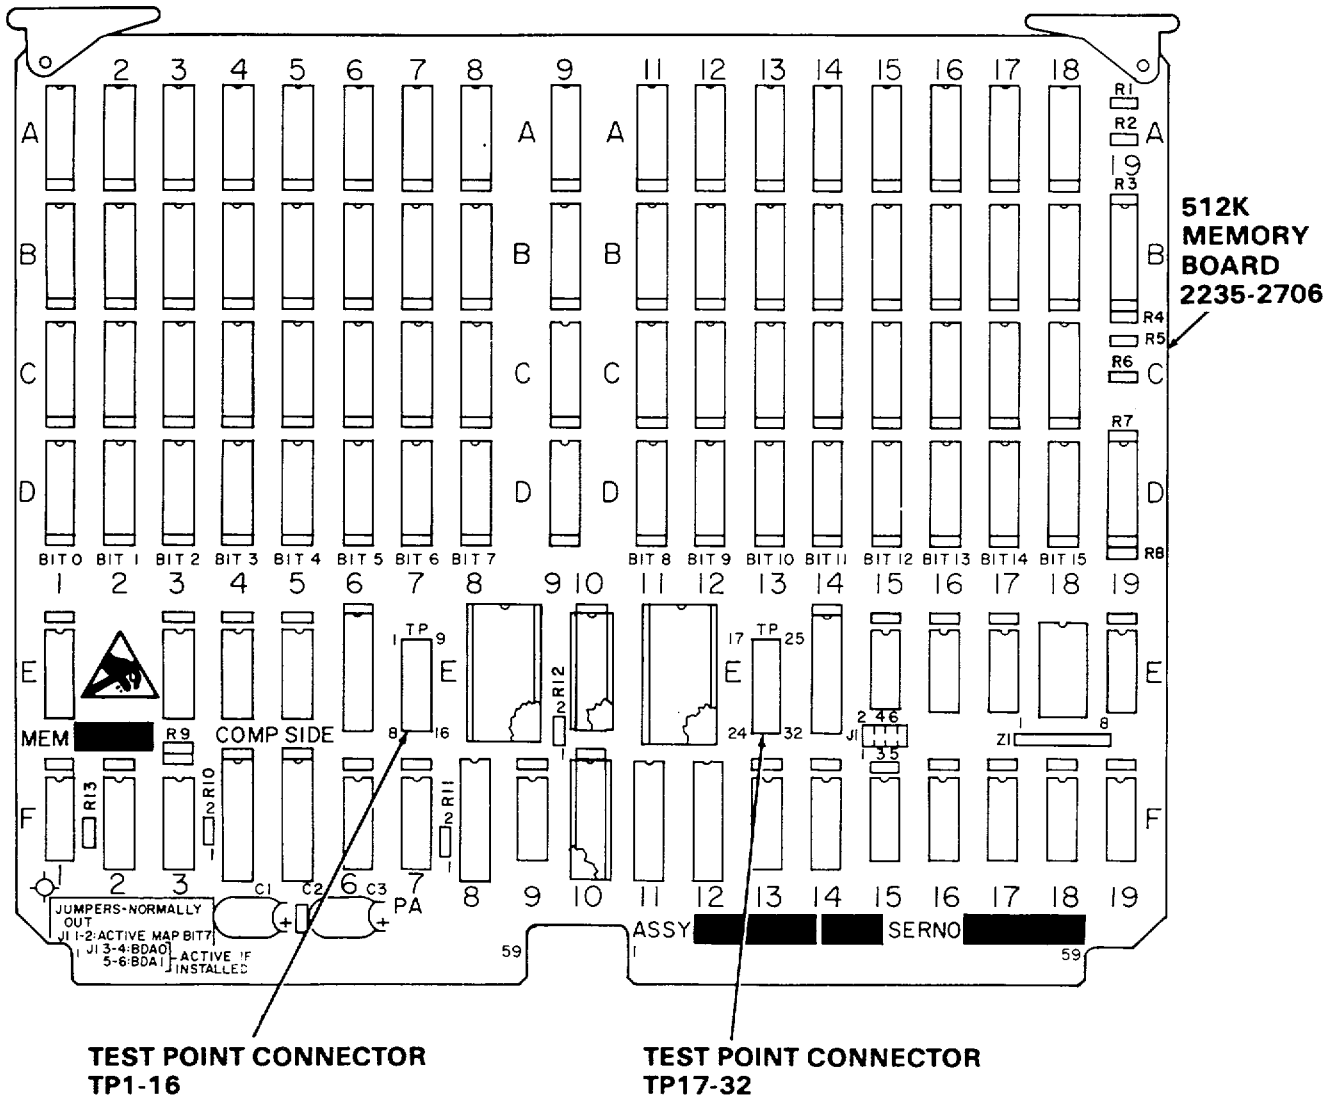 2 3 4 5 6 7 8 9 11 12 13 14 15 16 17 18
R1
R2
A A A A
19
R3
512K
MEMORY
BOARD
2235-2706
B B B B
R4
R5
R6
C C C C
R7
D D D D
R8
BIT 0 BIT 1 BIT 2 BIT 3 BIT 4 BIT 5 BIT 6 BIT 7 BIT 8 BIT 9 BIT 10 BIT 11 BIT 12 BIT 13 BIT 14 BIT 15
1 2 3 4 5 6 7 8 9 10 11 12 13 14 15 16 17 18 19
1 TP 9
17 TP 25
E E E E
R12
2
1
8 16
24 32
2 4 6
J1
1 3 5
1 8
Z1
MEM
R9
COMP SIDE
R13
R10
2
1
R11
2
1
F F
1 2 3 6 7 8 9 10 11 12 13 14 15 16 17 18 19
C1 C2 C3
+ +
PA
JUMPERS-NORMALLY
OUT
J1 1-2: ACTIVE MAP BIT7
J1 3-4: BDA0
5-6: BDA1
ACTIVE IF
INSTALLED
1 59
ASSY SERNO
1 59
TEST POINT CONNECTOR
TP1-16
TEST POINT CONNECTOR
TP17-32